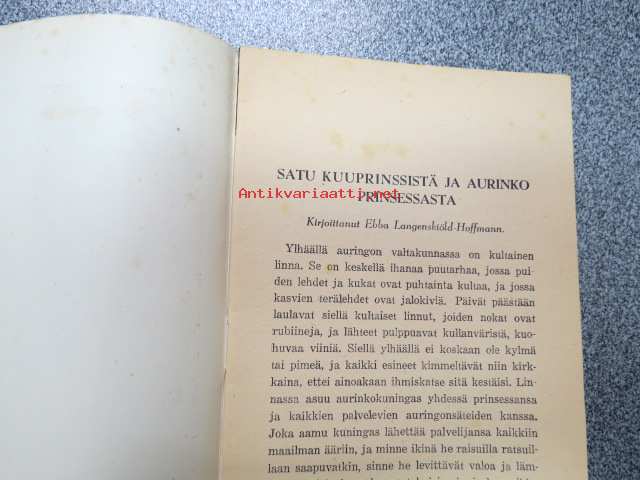 SATU KUUPRINSSISTÄ JA AURINKO
PRINSESSASTA
Antikvariaatti.net
Kirjoittanut Ebba Langenskiöld-Hoffmann.
Ylhäällä auringon valtakunnassa on kultainen
linna. Se on keskellä ihanaa puutarhaa, jossa pui-
den lehdet ja kukat ovat puhtainta kultaa, ja jossa
kasvien terälehdet ovat jalokiviä. Päivät päästään
laulavat siellä kultaiset linnut, joiden nokat ovat
rubiineja, ja lähteet pulppuavat kullanväristä, kuo-
huvaa viiniä. Siellä ylhäällä ei koskaan ole kylmä
tai pimeä, ja kaikki esineet kimmeltävät niin kirk-
kaina, ettei ainoakaan ihmiskatse sitä kestäisi. Lin-
nassa asuu aurinkokuningas yhdessä prinsessansa
ja kaikkien palvelevien auringonsäteiden kanssa.
Joka aamu kuningas lähettää palvelijansa kaikkiin
maailman ääriin, ja minne ikinä he raisuilla ratsuil-
laan saapuvatkin, sinne he levittävät valoa ja läm-